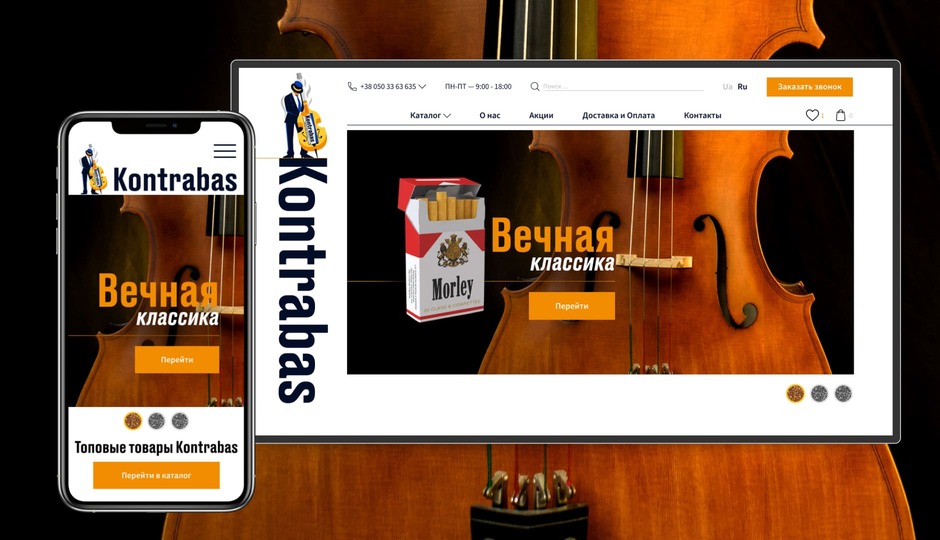 Kontrabas
Вечная
классика
Перейти
Топовые товары Kontrabas
Перейти в каталог
Kontrabas
Kontrabas
+38 050 33 63 635
ПН-ПТ — 9:00 - 18:00
Поиск...
Ua Ru
Заказать звонок
Каталог
О нас
Акции
Доставка и Оплата
Контакты
Morley
Вечная
классика
Перейти